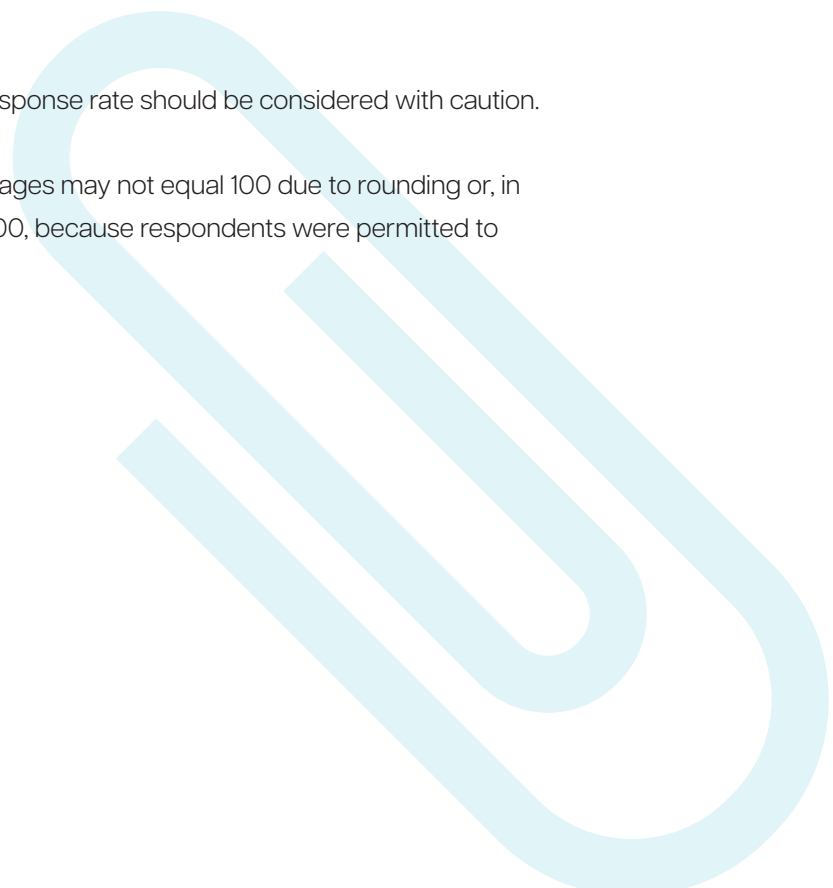 sponse rate should be considered with caution.
ages may not equal 100 due to rounding or, in
00, because respondents were permitted to